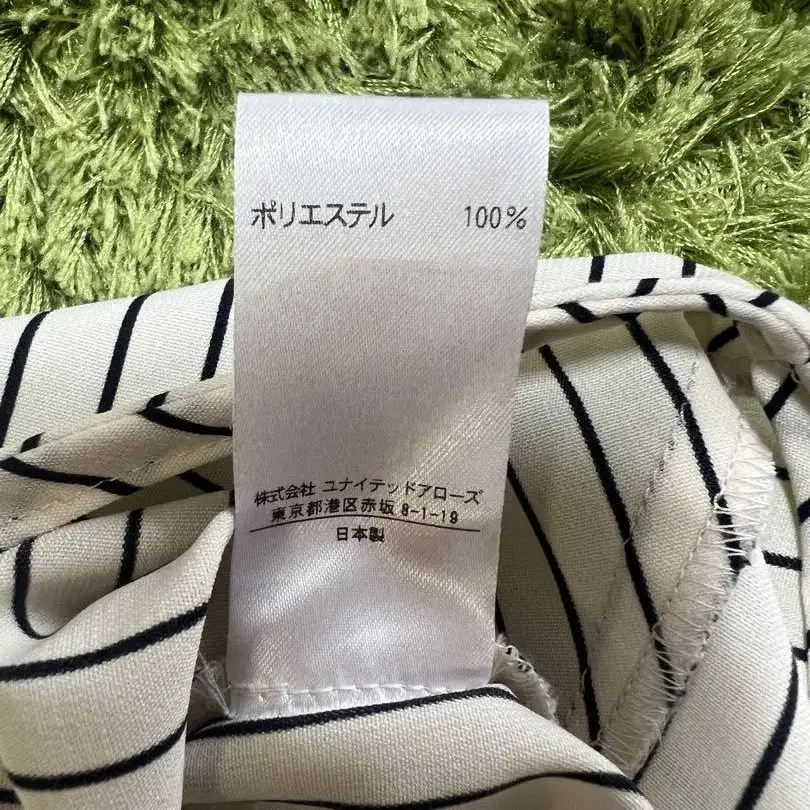 ポリエステル 100%
株式会社 ユナイテッドアローズ
東京都港区赤坂 8-1-19
日本製